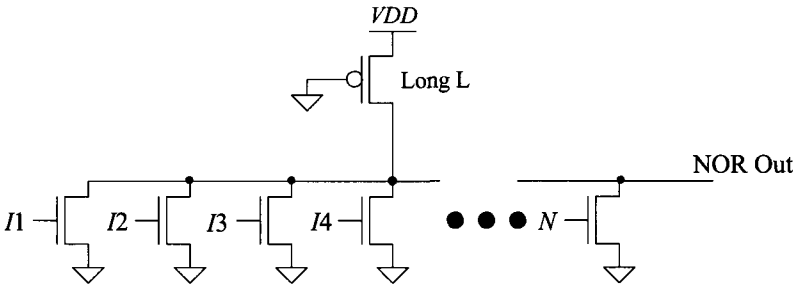 VDD
Long L
NOR Out
I1
I2
I3
I4
N